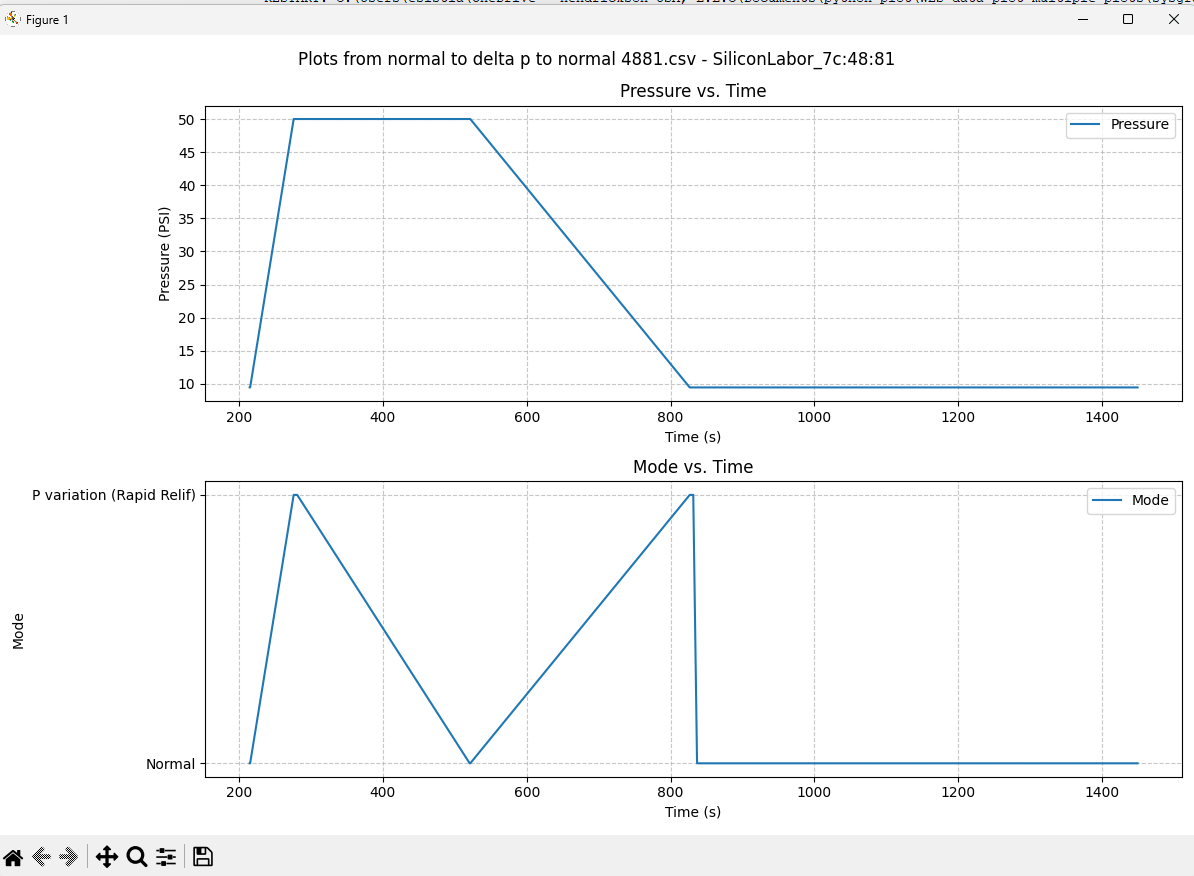 Figure 1
Plots from normal to delta p to normal 4881.csv - SiliconLabor_7c:48:81
Pressure vs. Time
Pressure
50
45
40
35
30
25
20
15
10
Pressure (PSI)
200 400 600 800 1000 1200 1400
Time (s)
Mode vs. Time
Mode
P variation (Rapid Relif)
Normal
Mode
200 400 600 800 1000 1200 1400
Time (s)